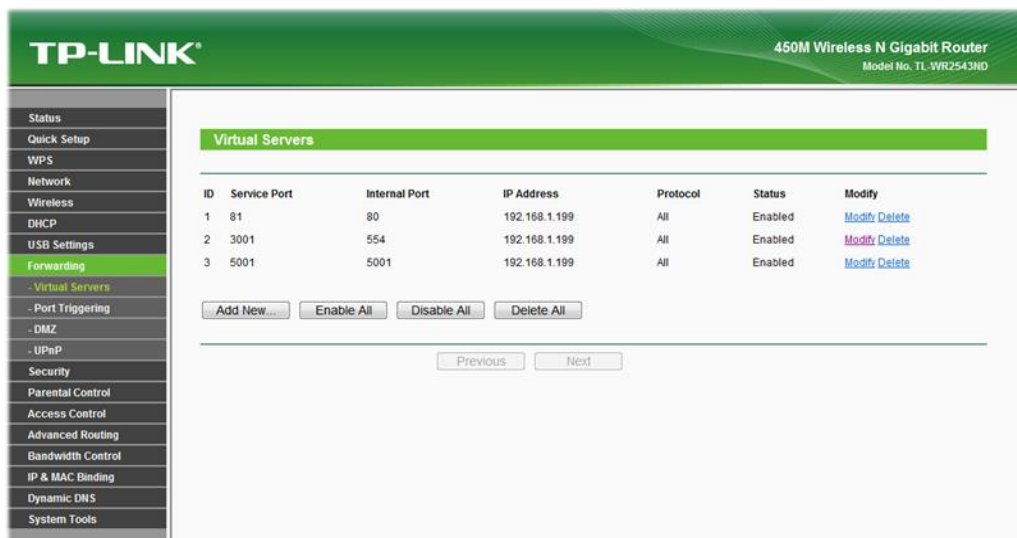 TP-LINK®
450M Wireless N Gigabit Router
Model No. TL-WR2543ND
Status
Quick Setup
WPS
Network
Wireless
DHCP
USB Settings
Forwarding
- Virtual Servers
- Port Triggering
- DMZ
- UPnP
Security
Parental Control
Access Control
Advanced Routing
Bandwidth Control
IP & MAC Binding
Dynamic DNS
System Tools
Virtual Servers
ID Service Port Internal Port IP Address Protocol Status Modify
1 81 80 192.168.1.199 All Enabled Modify Delete
2 3001 554 192.168.1.199 All Enabled Modify Delete
3 5001 5001 192.168.1.199 All Enabled Modify Delete
Add New... Enable All Disable All Delete All
Previous Next